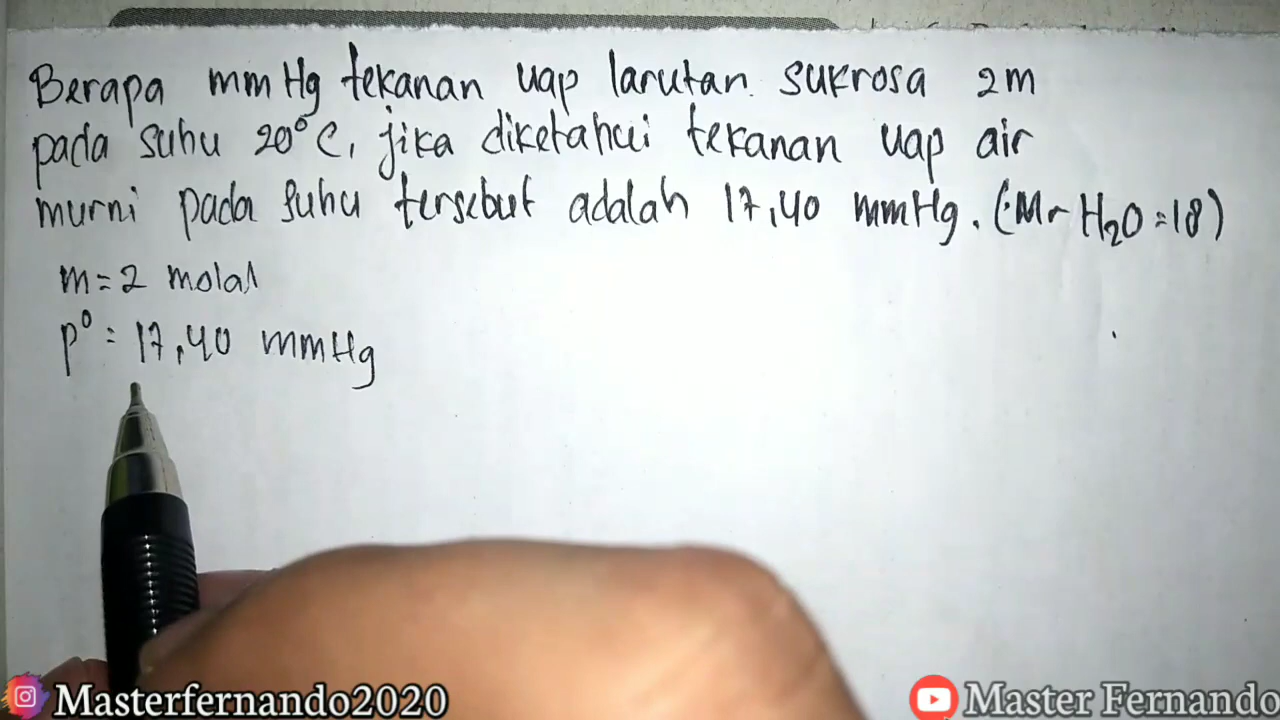 Berapa mmHg tekanan uap larutan sukrosa 2m
pada suhu 20°C, jika diketahui tekanan uap air
murni pada suhu tersebut adalah 17,40 mmHg. (Mr H₂O=18)
m = 2 molal
P⁰ = 17,40 mmHg
Masterfernando2020
Master Fernando